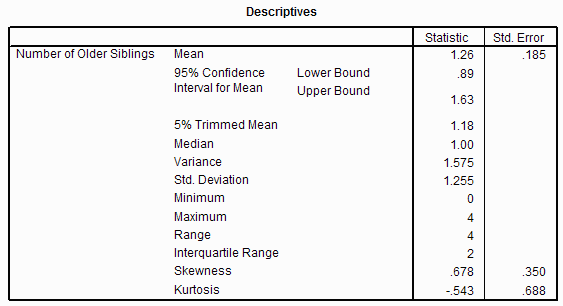 Descriptives
Statistic Std. Error
Number of Older Siblings Mean 1.26 .185
95% Confidence Lower Bound .89
Interval for Mean Upper Bound 1.63
5% Trimmed Mean 1.18
Median 1.00
Variance 1.575
Std. Deviation 1.255
Minimum 0
Maximum 4
Range 4
Interquartile Range 2
Skewness .678 .350
Kurtosis -.543 .688